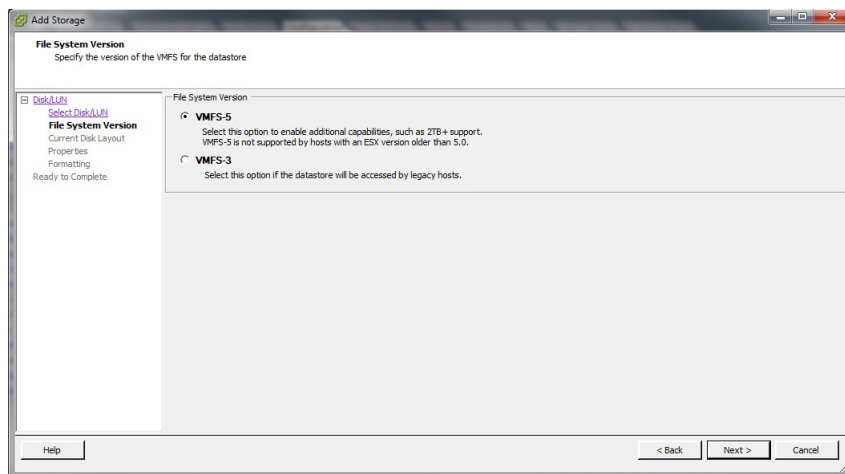 Add Storage
File System Version
Specify the version of the VMFS for the datastore
Disk/LUN
Select Disk/LUN
File System Version
Current Disk Layout
Properties
Formatting
Ready to Complete
File System Version
VMFS-5
Select this option to enable additional capabilities, such as 2TB+ support.
VMFS-5 is not supported by hosts with an ESX version older than 5.0.
VMFS-3
Select this option if the datastore will be accessed by legacy hosts.
Help
< Back
Next >
Cancel